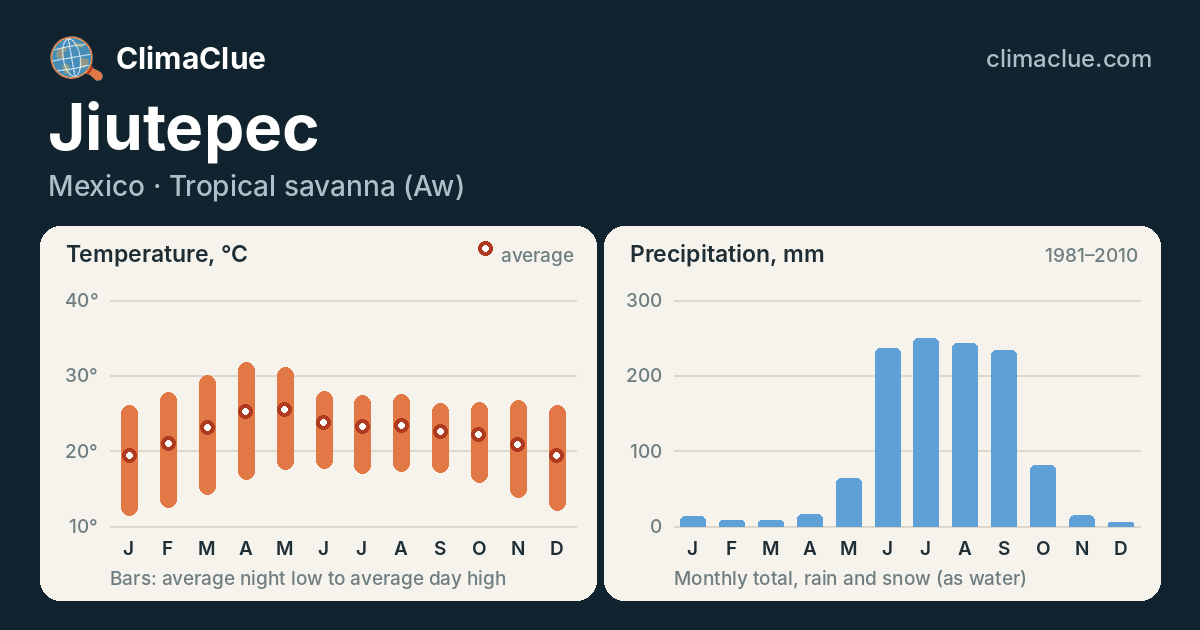 ClimaClue
climaclue.com
Jiutepec
Mexico · Tropical savanna (Aw)
Temperature, °C
average
40°
30°
20°
10°
J F M A M J J A S O N D
Bars: average night low to average day high
Precipitation, mm
1981–2010
300
200
100
0
J F M A M J J A S O N D
Monthly total, rain and snow (as water)